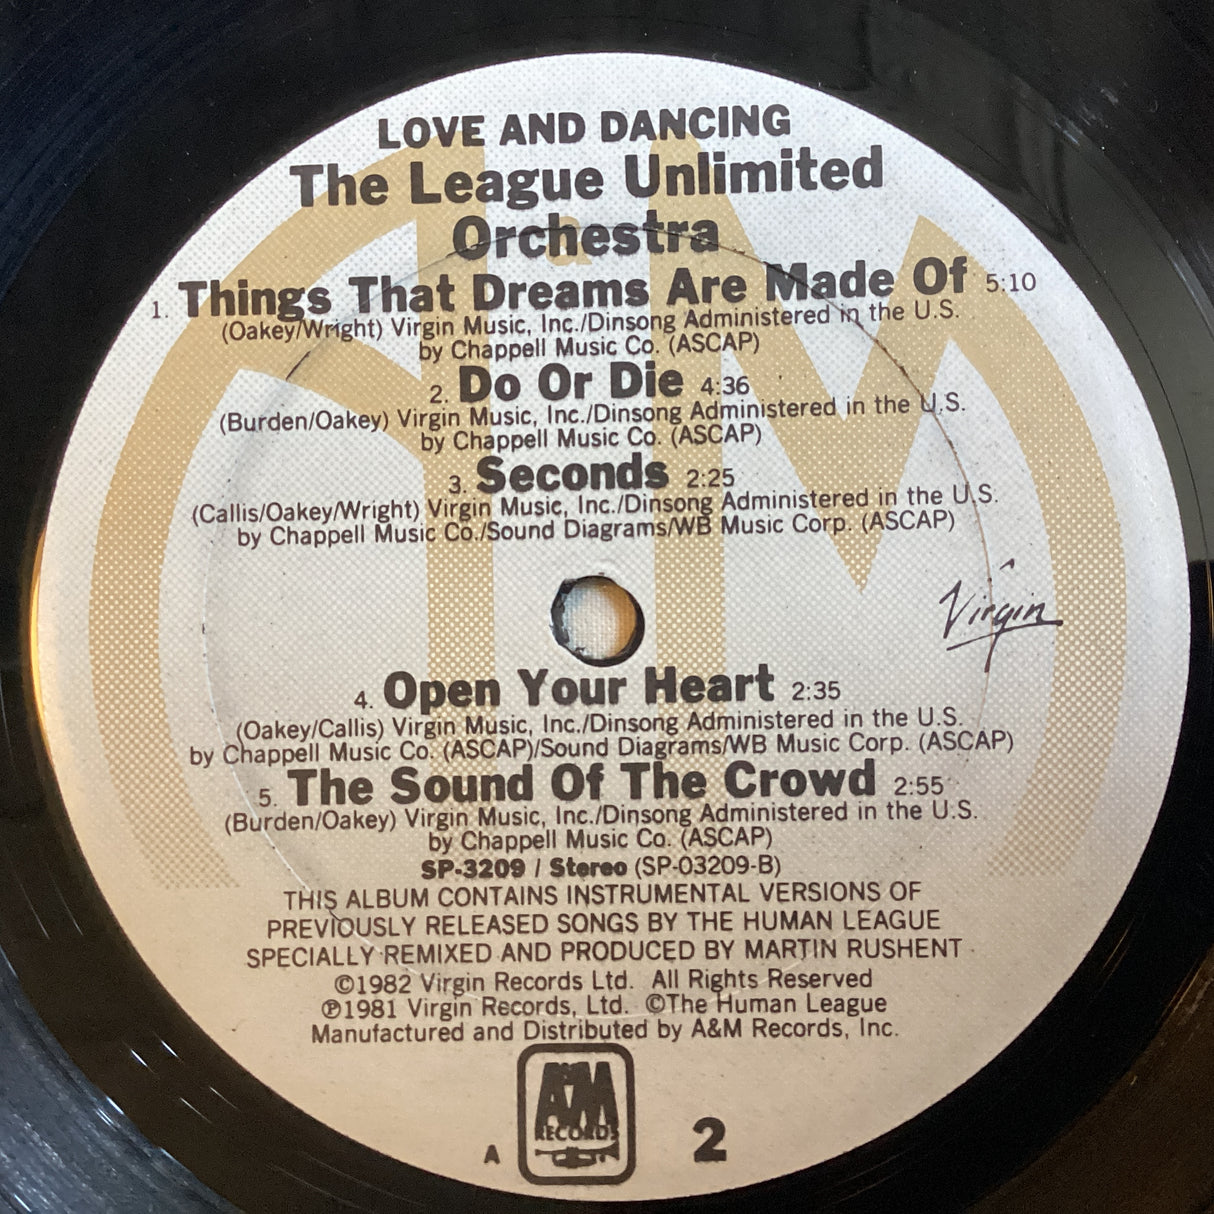 LOVE AND DANCING
The League Unlimited
Orchestra
1. Things That Dreams Are Made Of 5:10
(Oakey/Wright) Virgin Music, Inc./Dinsong Administered in the U.S.
by Chappell Music Co. (ASCAP)
2. Do Or Die 4:36
(Burden/Oakey) Virgin Music, Inc./Dinsong Administered in the U.S.
by Chappell Music Co. (ASCAP)
3. Seconds 2:25
(Callis/Oakey/Wright) Virgin Music, Inc./Dinsong Administered in the U.S.
by Chappell Music Co./Sound Diagrams/WB Music Corp. (ASCAP)
Virgin
4. Open Your Heart 2:35
(Oakey/Callis) Virgin Music, Inc./Dinsong Administered in the U.S.
by Chappell Music Co. (ASCAP)/Sound Diagrams/WB Music Corp. (ASCAP)
5. The Sound Of The Crowd 2:55
(Burden/Oakey) Virgin Music, Inc./Dinsong Administered in the U.S.
by Chappell Music Co. (ASCAP)
SP-3209 / Stereo (SP-03209-B)
THIS ALBUM CONTAINS INSTRUMENTAL VERSIONS OF
PREVIOUSLY RELEASED SONGS BY THE HUMAN LEAGUE
SPECIALLY REMIXED AND PRODUCED BY MARTIN RUSHENT
©1982 Virgin Records Ltd. All Rights Reserved
℗1981 Virgin Records, Ltd. ©The Human League
Manufactured and Distributed by A&M Records, Inc.
A&M
RECORDS
A 2